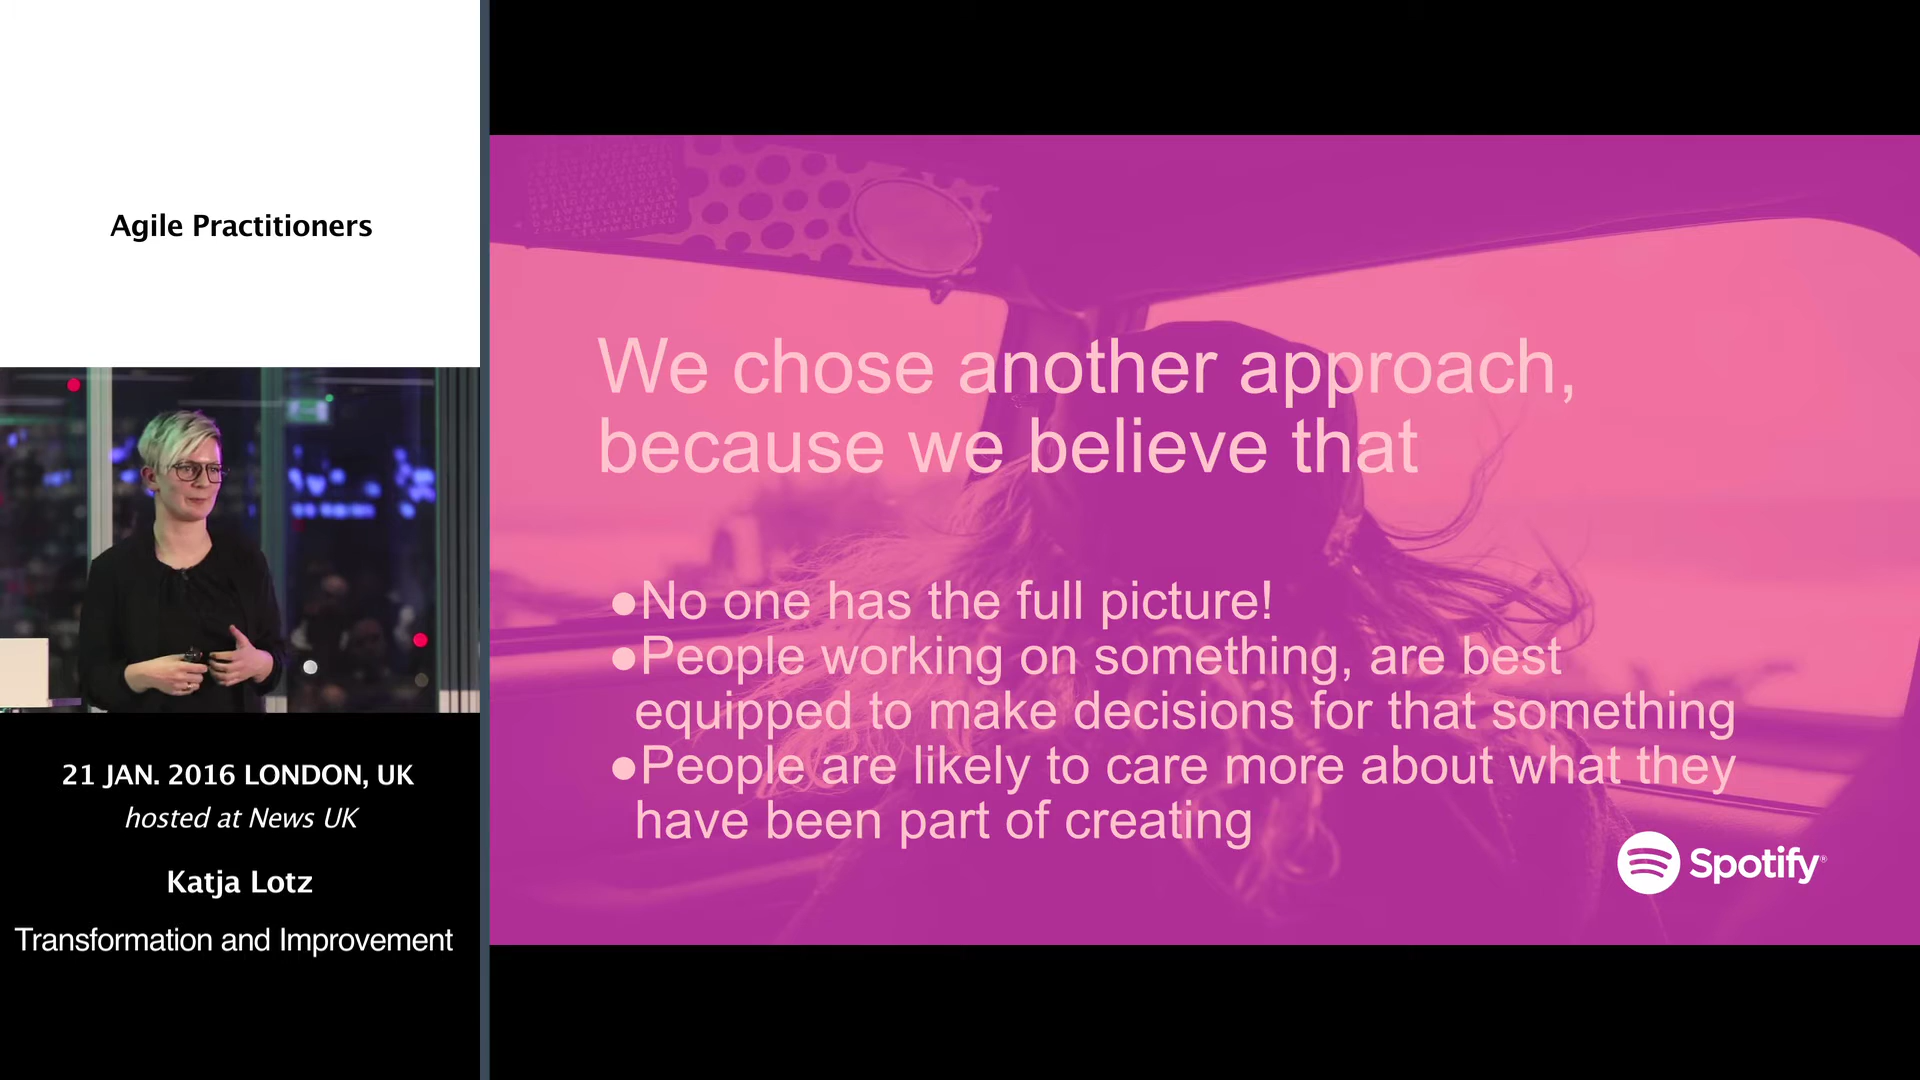 Agile Practitioners
21 JAN. 2016 LONDON, UK
hosted at News UK
Katja Lotz
Transformation and Improvement
We chose another approach,
because we believe that
●No one has the full picture!
●People working on something, are best
equipped to make decisions for that something
●People are likely to care more about what they
have been part of creating
Spotify®